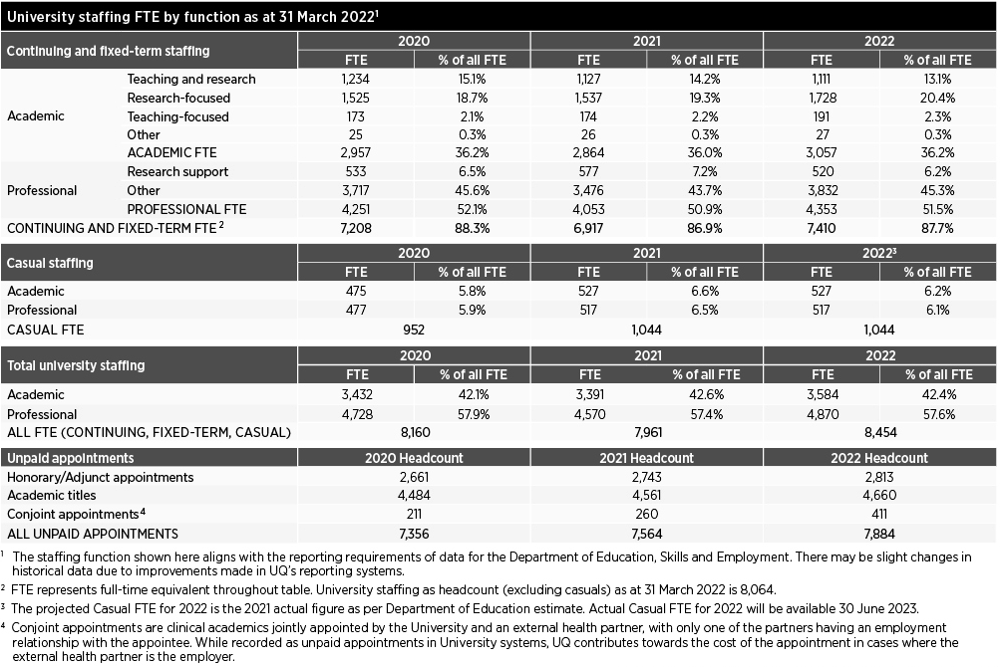 University staffing FTE by function as at 31 March 2022¹
Continuing and fixed-term staffing 2020 2021 2022
FTE % of all FTE FTE % of all FTE FTE % of all FTE
Academic
Teaching and research 1,234 15.1% 1,127 14.2% 1,111 13.1%
Research-focused 1,525 18.7% 1,537 19.3% 1,728 20.4%
Teaching-focused 173 2.1% 174 2.2% 191 2.3%
Other 25 0.3% 26 0.3% 27 0.3%
ACADEMIC FTE 2,957 36.2% 2,864 36.0% 3,057 36.2%
Professional
Research support 533 6.5% 577 7.2% 520 6.2%
Other 3,717 45.6% 3,476 43.7% 3,832 45.3%
PROFESSIONAL FTE 4,251 52.1% 4,053 50.9% 4,353 51.5%
CONTINUING AND FIXED-TERM FTE ² 7,208 88.3% 6,917 86.9% 7,410 87.7%
Casual staffing 2020 2021 2022³
FTE % of all FTE FTE % of all FTE FTE % of all FTE
Academic 475 5.8% 527 6.6% 527 6.2%
Professional 477 5.9% 517 6.5% 517 6.1%
CASUAL FTE 952 1,044 1,044
Total university staffing 2020 2021 2022
FTE % of all FTE FTE % of all FTE FTE % of all FTE
Academic 3,432 42.1% 3,391 42.6% 3,584 42.4%
Professional 4,728 57.9% 4,570 57.4% 4,870 57.6%
ALL FTE (CONTINUING, FIXED-TERM, CASUAL) 8,160 7,961 8,454
Unpaid appointments 2020 Headcount 2021 Headcount 2022 Headcount
Honorary/Adjunct appointments 2,661 2,743 2,813
Academic titles 4,484 4,561 4,660
Conjoint appointments⁴ 211 260 411
ALL UNPAID APPOINTMENTS 7,356 7,564 7,884
¹ The staffing function shown here aligns with the reporting requirements of data for the Department of Education, Skills and Employment. There may be slight changes in
historical data due to improvements made in UQ's reporting systems.
² FTE represents full-time equivalent throughout table. University staffing as headcount (excluding casuals) as at 31 March 2022 is 8,064.
³ The projected Casual FTE for 2022 is the 2021 actual figure as per Department of Education estimate. Actual Casual FTE for 2022 will be available 30 June 2023.
⁴ Conjoint appointments are clinical academics jointly appointed by the University and an external health partner, with only one of the partners having an employment
relationship with the appointee. While recorded as unpaid appointments in University systems, UQ contributes towards the cost of the appointment in cases where the
external health partner is the employer.